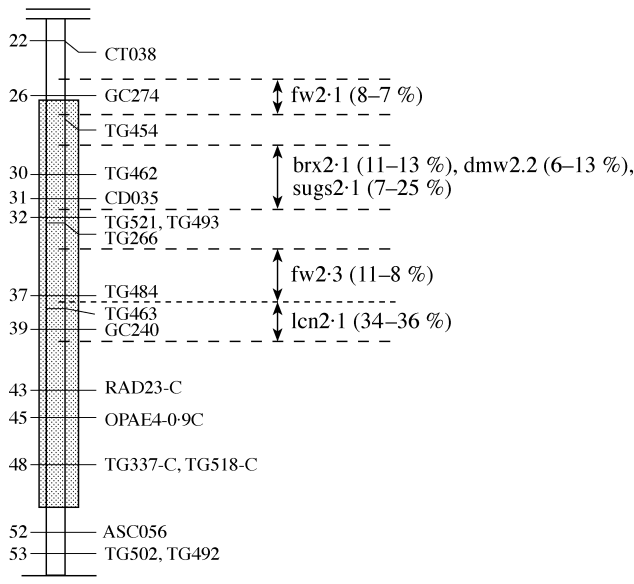 22 CT038
26 GC274 fw2·1 (8–7 %)
TG454
30 TG462 brx2·1 (11–13 %), dmw2.2 (6–13 %),
sugs2·1 (7–25 %)
31 CD035
32 TG521, TG493
TG266
fw2·3 (11–8 %)
37 TG484
TG463
lcn2·1 (34–36 %)
39 GC240
43 RAD23-C
45 OPAE4-0·9C
48 TG337-C, TG518-C
52 ASC056
53 TG502, TG492